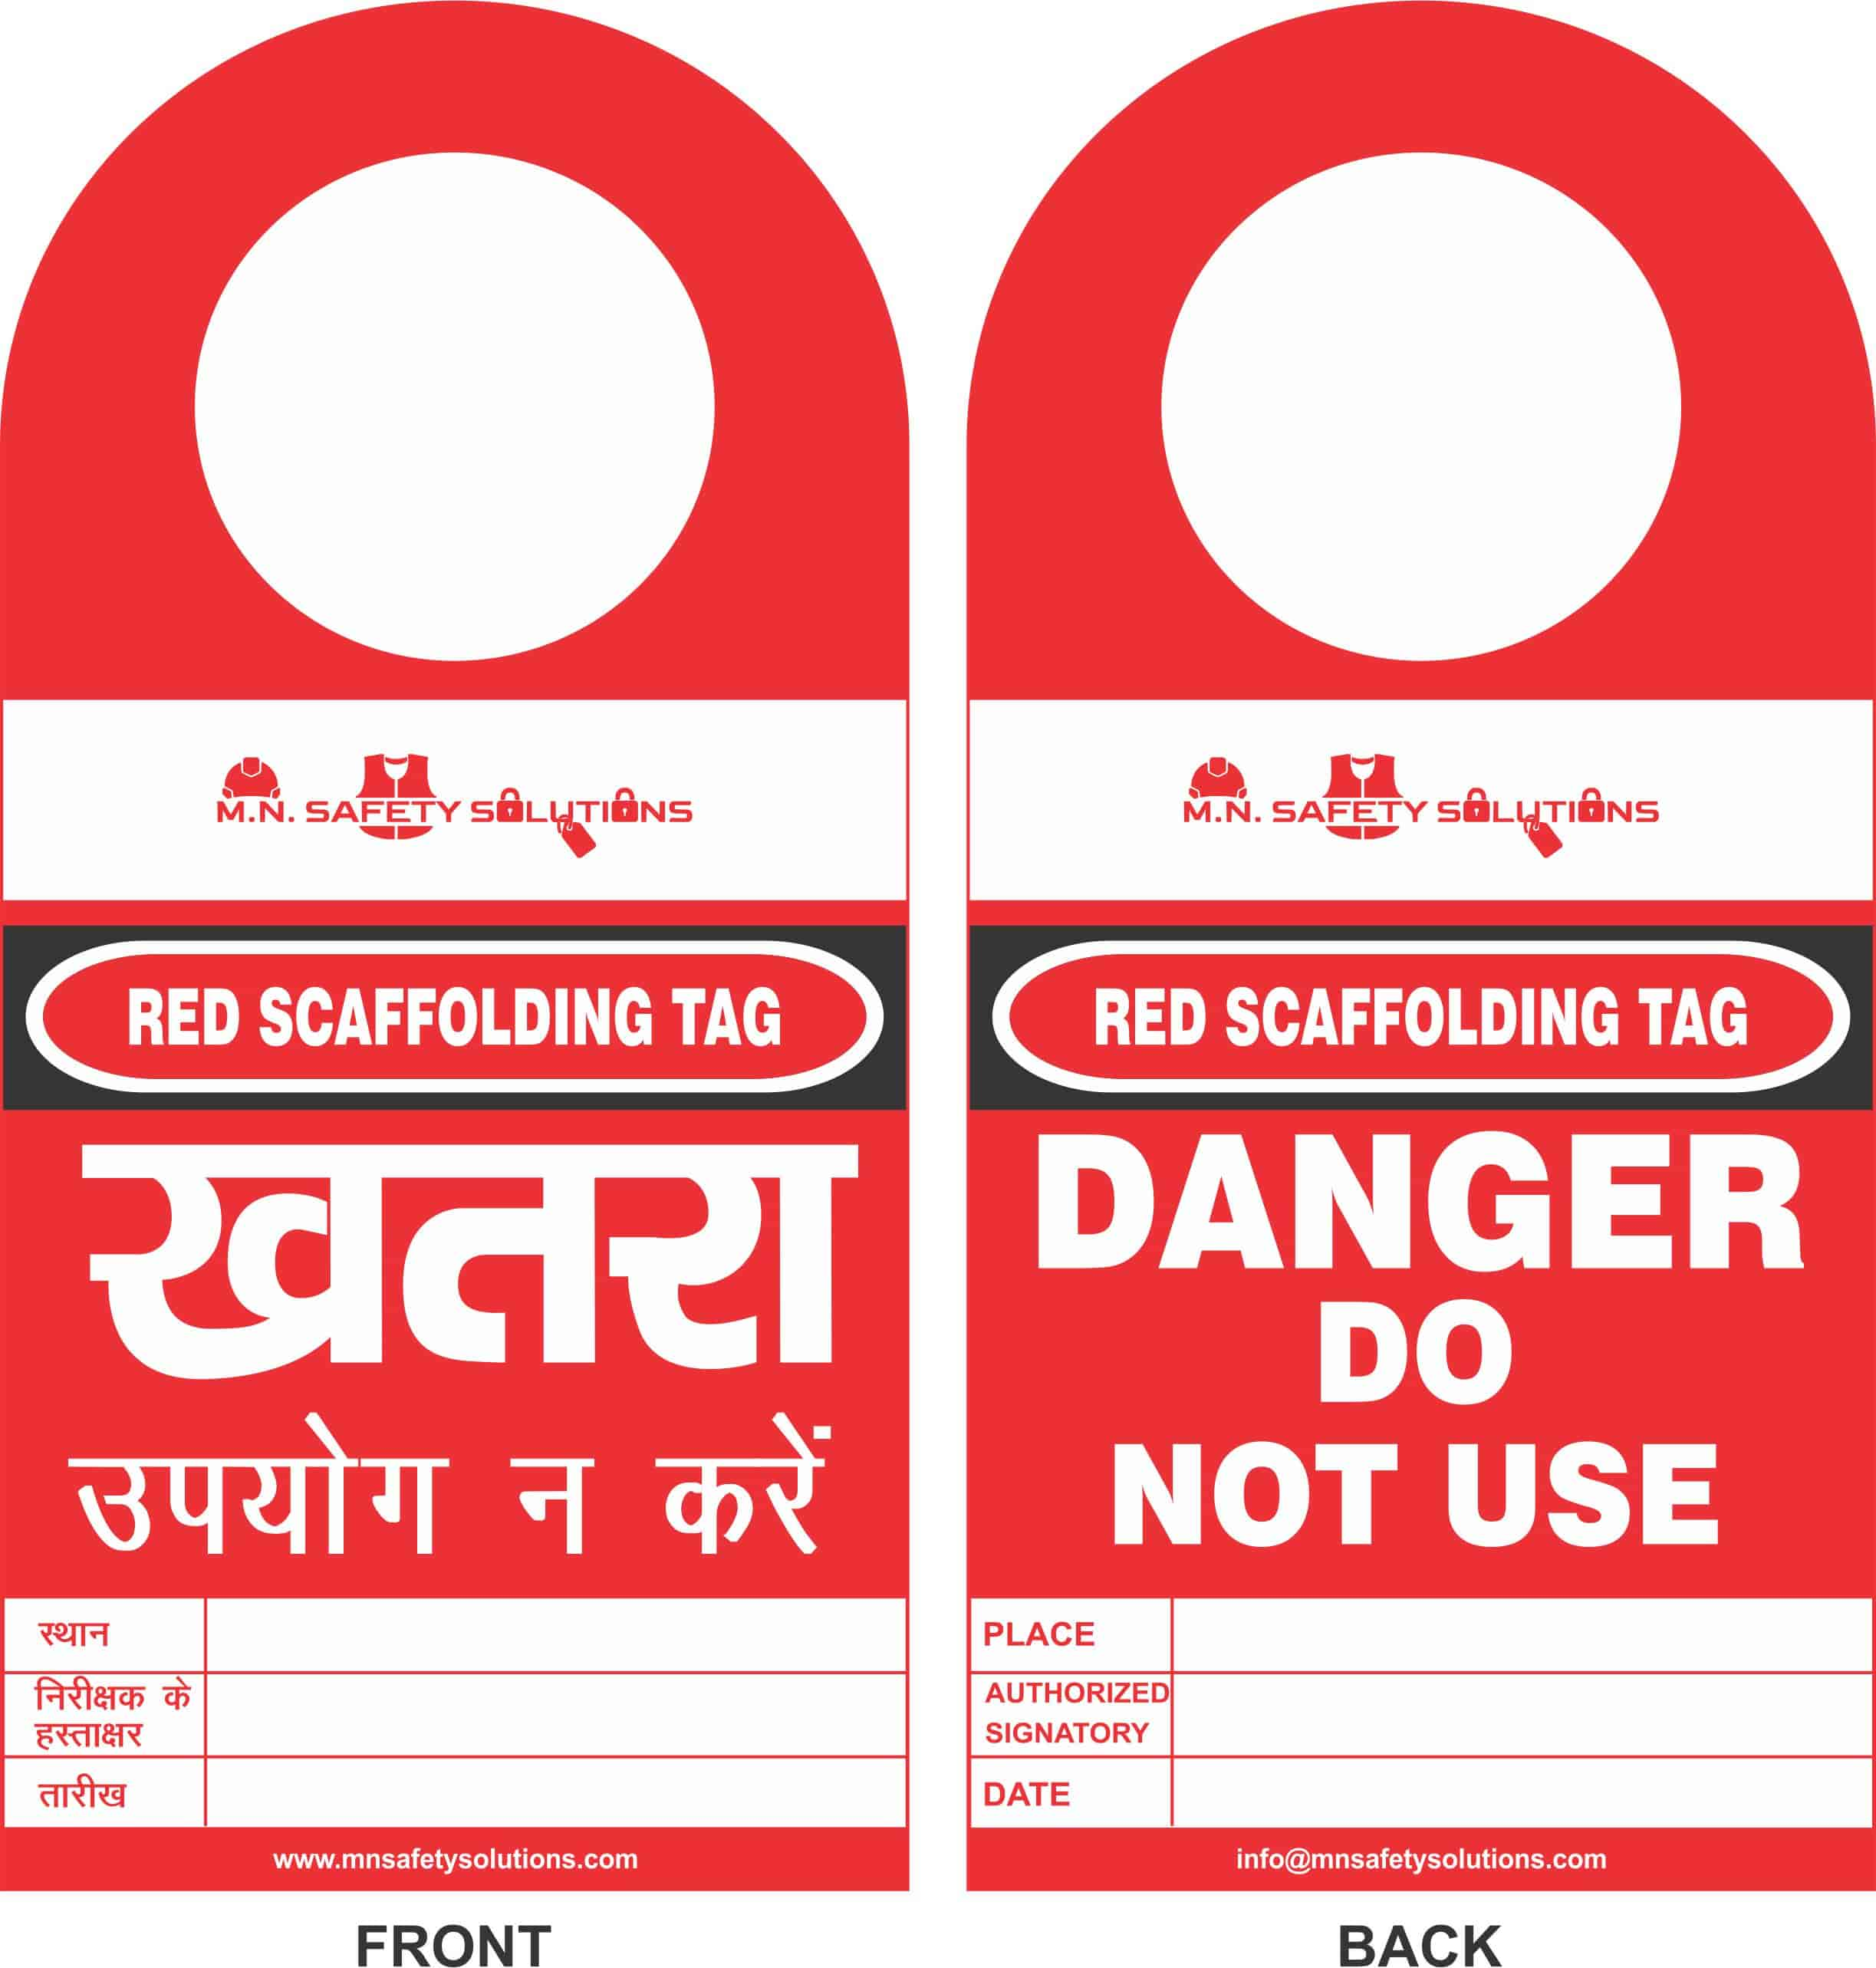 M.N. SAFETY SOLUTIONS
RED SCAFFOLDING TAG
खतरा
उपयोग न करें
स्थान
निरीक्षक के
हस्ताक्षर
तारीख
www.mnsafetysolutions.com
FRONT
M.N. SAFETY SOLUTIONS
RED SCAFFOLDING TAG
DANGER
DO
NOT USE
PLACE
AUTHORIZED
SIGNATORY
DATE
info@mnsafetysolutions.com
BACK